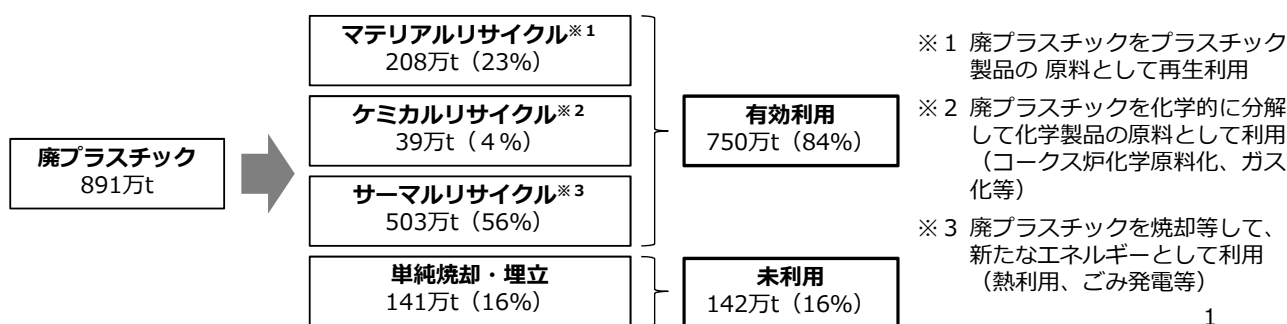 廃プラスチック
891万t
マテリアルリサイクル※1
208万t（23%）
ケミカルリサイクル※2
39万t（4%）
サーマルリサイクル※3
503万t（56%）
単純焼却・埋立
141万t（16%）
有効利用
750万t（84%）
未利用
142万t（16%）
※1 廃プラスチックをプラスチック
製品の 原料として再生利用
※2 廃プラスチックを化学的に分解
して化学製品の原料として利用
（コークス炉化学原料化、ガス
化等）
※3 廃プラスチックを焼却等して、
新たなエネルギーとして利用
（熱利用、ごみ発電等）
1